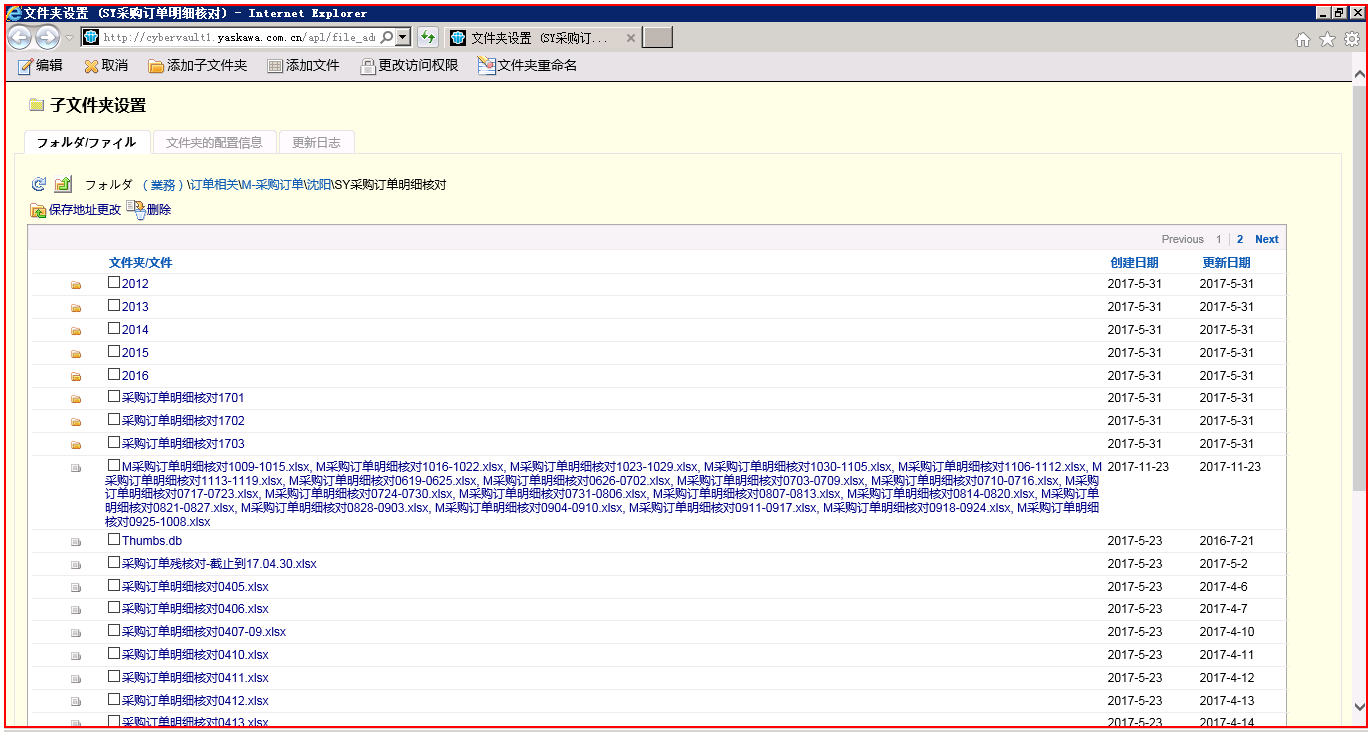 文件夹设置 (SY采购订单明细核对) - Internet Explorer
http://cybervault1.yaskawa.com.cn/apl/file_ad
文件夹设置 (SY采购订...
编辑 取消 添加子文件夹 添加文件 更改访问权限 文件夹重命名
子文件夹设置
フォルダ/ファイル 文件夹的配置信息 更新日志
フォルダ (業務)\订单相关\M-采购订单\沈阳\SY采购订单明细核对
保存地址更改 删除
Previous 1 2 Next
文件夹/文件 创建日期 更新日期
2012 2017-5-31 2017-5-31
2013 2017-5-31 2017-5-31
2014 2017-5-31 2017-5-31
2015 2017-5-31 2017-5-31
2016 2017-5-31 2017-5-31
采购订单明细核对1701 2017-5-31 2017-5-31
采购订单明细核对1702 2017-5-31 2017-5-31
采购订单明细核对1703 2017-5-31 2017-5-31
M采购订单明细核对1009-1015.xlsx, M采购订单明细核对1016-1022.xlsx, M采购订单明细核对1023-1029.xlsx, M采购订单明细核对1030-1105.xlsx, M采购订单明细核对1106-1112.xlsx, M 2017-11-23 2017-11-23
采购订单明细核对1113-1119.xlsx, M采购订单明细核对0619-0625.xlsx, M采购订单明细核对0626-0702.xlsx, M采购订单明细核对0703-0709.xlsx, M采购订单明细核对0710-0716.xlsx, M采购
订单明细核对0717-0723.xlsx, M采购订单明细核对0724-0730.xlsx, M采购订单明细核对0731-0806.xlsx, M采购订单明细核对0807-0813.xlsx, M采购订单明细核对0814-0820.xlsx, M采购订单
明细核对0821-0827.xlsx, M采购订单明细核对0828-0903.xlsx, M采购订单明细核对0904-0910.xlsx, M采购订单明细核对0911-0917.xlsx, M采购订单明细核对0918-0924.xlsx, M采购订单明细
核对0925-1008.xlsx
Thumbs.db 2017-5-23 2016-7-21
采购订单残核对-截止到17.04.30.xlsx 2017-5-23 2017-5-2
采购订单明细核对0405.xlsx 2017-5-23 2017-4-6
采购订单明细核对0406.xlsx 2017-5-23 2017-4-7
采购订单明细核对0407-09.xlsx 2017-5-23 2017-4-10
采购订单明细核对0410.xlsx 2017-5-23 2017-4-11
采购订单明细核对0411.xlsx 2017-5-23 2017-4-12
采购订单明细核对0412.xlsx 2017-5-23 2017-4-13
采购订单明细核对0413.xlsx 2017-5-23 2017-4-14